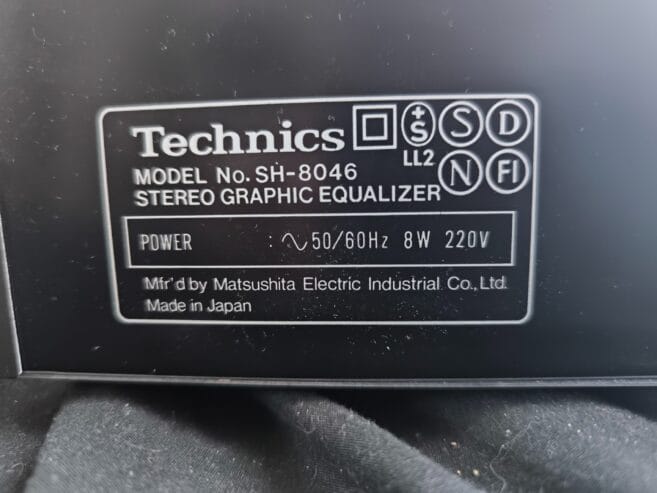 Technics +S S D
LL2 N FI
MODEL No. SH-8046
STEREO GRAPHIC EQUALIZER
POWER : ∿ 50/60Hz 8W 220V
Mfr'd by Matsushita Electric Industrial Co., Ltd.
Made in Japan